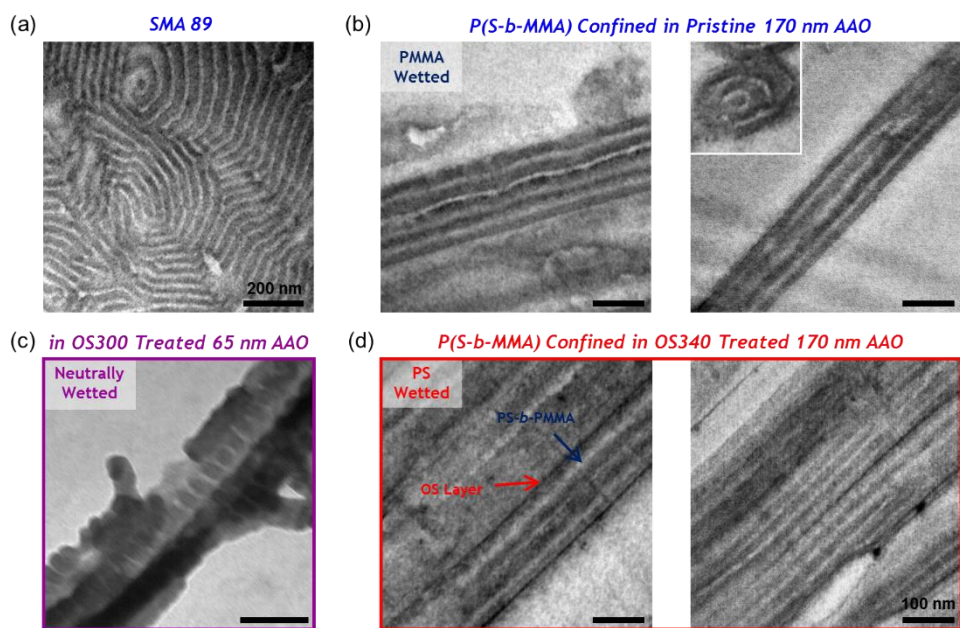 (a)
SMA 89
200 nm
(b)
P(S-b-MMA) Confined in Pristine 170 nm AAO
PMMA
Wetted
(c)
in OS300 Treated 65 nm AAO
Neutrally
Wetted
(d)
P(S-b-MMA) Confined in OS340 Treated 170 nm AAO
PS
Wetted
PS-b-PMMA
OS Layer
100 nm